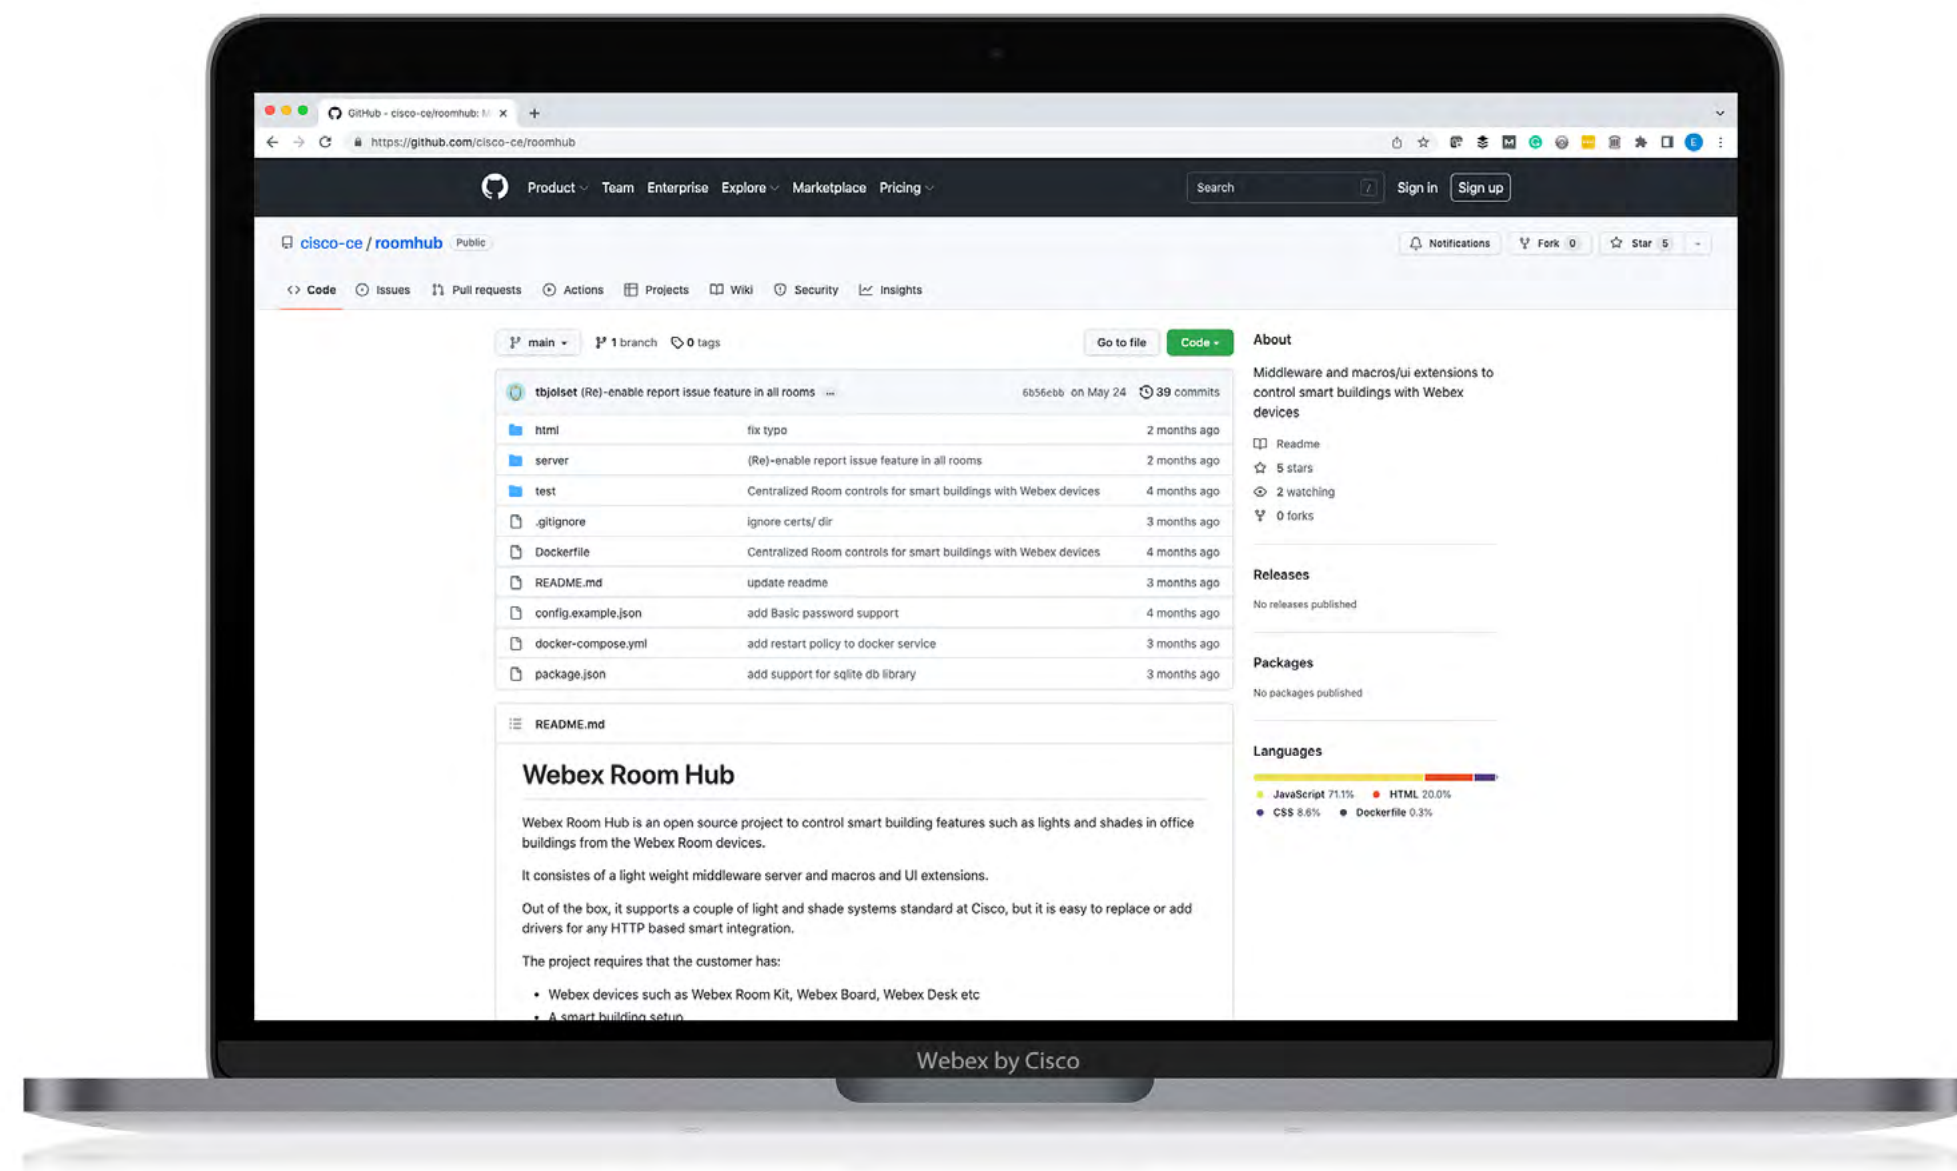 GitHub - cisco-ce/roomhub: M
https://github.com/cisco-ce/roomhub
E
Product Team Enterprise Explore Marketplace Pricing Search / Sign in Sign up
cisco-ce / roomhub Public Notifications Fork 0 Star 5
Code Issues Pull requests Actions Projects Wiki Security Insights
main 1 branch 0 tags Go to file Code
tbjolset (Re)-enable report issue feature in all rooms ... 6b56ebb on May 24 39 commits
html fix typo 2 months ago
server (Re)-enable report issue feature in all rooms 2 months ago
test Centralized Room controls for smart buildings with Webex devices 4 months ago
.gitignore ignore certs/ dir 3 months ago
Dockerfile Centralized Room controls for smart buildings with Webex devices 4 months ago
README.md update readme 3 months ago
config.example.json add Basic password support 4 months ago
docker-compose.yml add restart policy to docker service 3 months ago
package.json add support for sqlite db library 3 months ago
README.md
Webex Room Hub
Webex Room Hub is an open source project to control smart building features such as lights and shades in office
buildings from the Webex Room devices.
It consistes of a light weight middleware server and macros and UI extensions.
Out of the box, it supports a couple of light and shade systems standard at Cisco, but it is easy to replace or add
drivers for any HTTP based smart integration.
The project requires that the customer has:
• Webex devices such as Webex Room Kit, Webex Board, Webex Desk etc
• A smart building setup
About
Middleware and macros/ui extensions to
control smart buildings with Webex
devices
Readme
5 stars
2 watching
0 forks
Releases
No releases published
Packages
No packages published
Languages
JavaScript 71.1% HTML 20.0%
CSS 8.6% Dockerfile 0.3%
Webex by Cisco